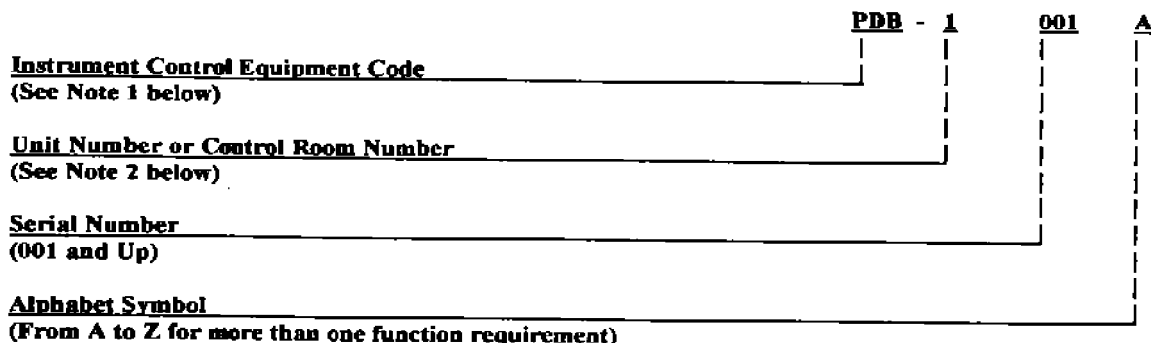 PDB - 1 001 A
Instrument Control Equipment Code
(See Note 1 below)
Unit Number or Control Room Number
(See Note 2 below)
Serial Number
(001 and Up)
Alphabet Symbol
(From A to Z for more than one function requirement)